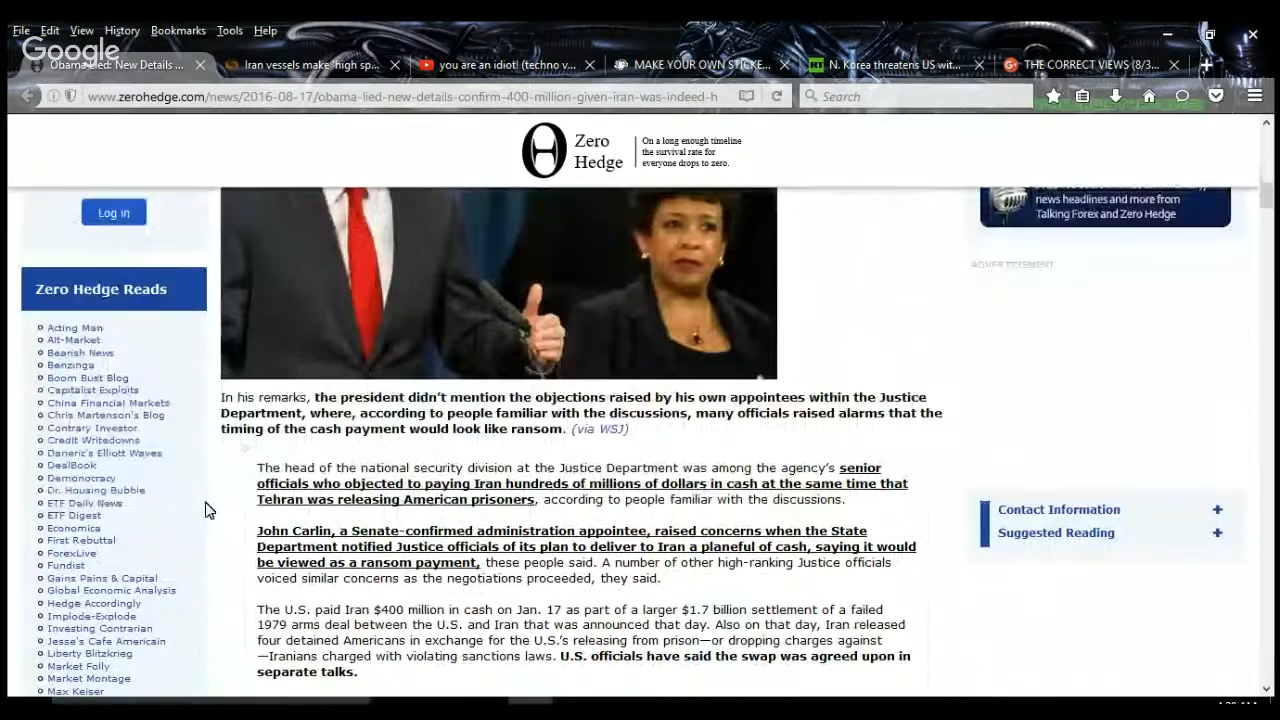 File Edit View History Bookmarks Tools Help
Google
Obama Lied: New Details ...
Iran vessels make 'high sp...
you are an idiot! (techno v...
MAKE YOUR OWN STICKE...
RT N. Korea threatens US wit...
THE CORRECT VIEWS (8/3...
www.zerohedge.com/news/2016-08-17/obama-lied-new-details-confirm-400-million-given-iran-was-indeed-h
Search
Zero
Hedge
On a long enough timeline
the survival rate for
everyone drops to zero.
Log in
news headlines and more from
Talking Forex and Zero Hedge
ADVERTISEMENT
Zero Hedge Reads
Acting Man
Alt-Market
Bearish News
Benzinga
Boom Bust Blog
Capitalist Exploits
China Financial Markets
Chris Martenson's Blog
Contrary Investor
Credit Writedowns
Daneric's Elliott Waves
DealBook
Demonocracy
Dr. Housing Bubble
ETF Daily News
ETF Digest
Economica
First Rebuttal
ForexLive
Fundist
Gains Pains & Capital
Global Economic Analysis
Hedge Accordingly
Implode-Explode
Investing Contrarian
Jesse's Cafe American
Liberty Blitzkrieg
Market Folly
Market Montage
Max Keiser
In his remarks, the president didn't mention the objections raised by his own appointees within the Justice
Department, where, according to people familiar with the discussions, many officials raised alarms that the
timing of the cash payment would look like ransom. (via WSJ)
The head of the national security division at the Justice Department was among the agency's senior
officials who objected to paying Iran hundreds of millions of dollars in cash at the same time that
Tehran was releasing American prisoners, according to people familiar with the discussions.
John Carlin, a Senate-confirmed administration appointee, raised concerns when the State
Department notified Justice officials of its plan to deliver to Iran a planeful of cash, saying it would
be viewed as a ransom payment, these people said. A number of other high-ranking Justice officials
voiced similar concerns as the negotiations proceeded, they said.
The U.S. paid Iran $400 million in cash on Jan. 17 as part of a larger $1.7 billion settlement of a failed
1979 arms deal between the U.S. and Iran that was announced that day. Also on that day, Iran released
four detained Americans in exchange for the U.S.'s releasing from prison—or dropping charges against
—Iranians charged with violating sanctions laws. U.S. officials have said the swap was agreed upon in
separate talks.
Contact Information
Suggested Reading